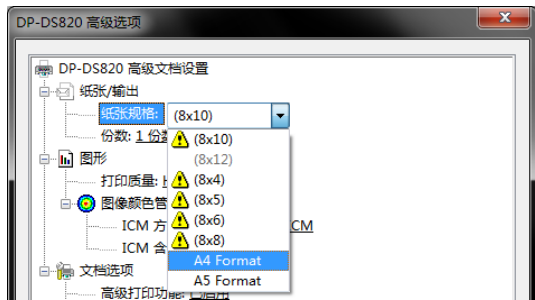 DP-DS820 高级选项
DP-DS820 高级文档设置
纸张/输出
纸张规格: (8x10)
份数: 1 份
(8x10)
(8x12)
图形
打印质量:
(8x4)
图像颜色
(8x5)
ICM 方
(8x6)
CM
ICM 含
(8x8)
文档选项
A4 Format
高级打印功能:
A5 Format